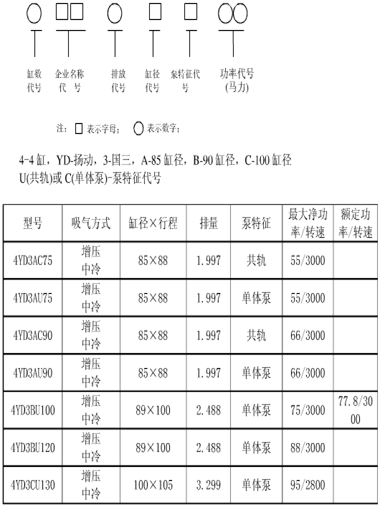 缸数 企业名称 排放 缸径 泵特征代 功率代号
代号 代 号 代号 代号 号 (马力)
注: 表示字母; 表示数字;
4-4缸，YD-扬动，3-国三，A-85缸径，B-90缸径，C-100缸径
U(共轨)或C(单体泵)-泵特征代号
型号 吸气方式 缸径×行程 排量 泵特征 最大净功率/转速 额定功率/转速
4YD3AC75 增压中冷 85×88 1.997 共轨 55/3000
4YD3AU75 增压中冷 85×88 1.997 单体泵 55/3000
4YD3AC90 增压中冷 85×88 1.997 共轨 66/3000
4YD3AU90 增压中冷 85×88 1.997 单体泵 66/3000
4YD3BU100 增压中冷 89×100 2.488 单体泵 75/3000 77.8/3000
4YD3BU120 增压中冷 89×100 2.488 单体泵 88/3000
4YD3CU130 增压中冷 100×105 3.299 单体泵 95/2800